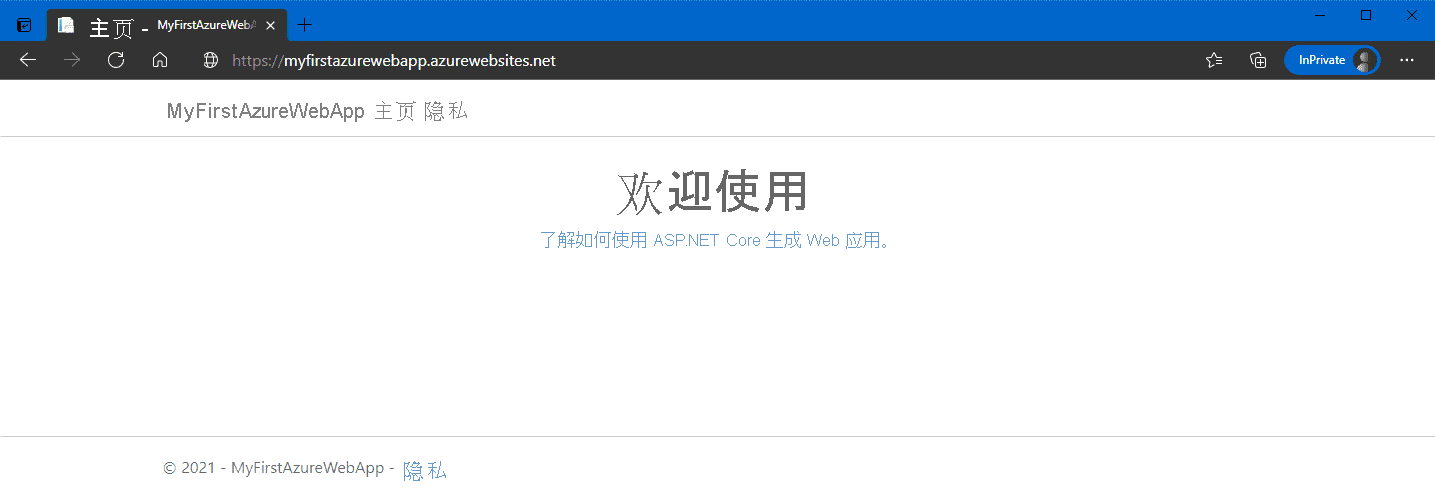 主页 - MyFirstAzureWebA
https://myfirstazurewebapp.azurewebsites.net
InPrivate
MyFirstAzureWebApp 主页 隐私
欢迎使用
了解如何使用 ASP.NET Core 生成 Web 应用。
© 2021 - MyFirstAzureWebApp - 隐私